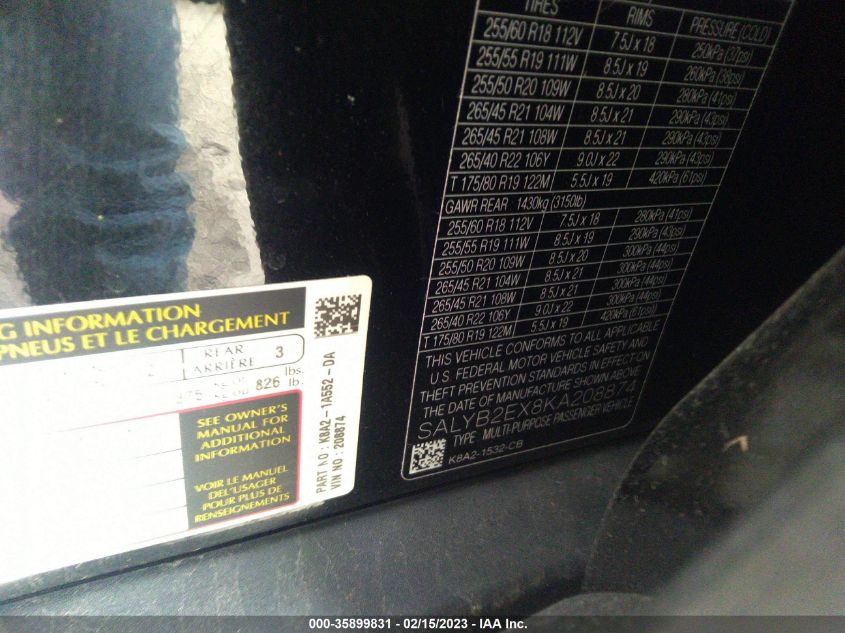 TIRES RIMS PRESSURE (COLD)
255/60 R18 112V 7.5J x 18 250kPa (37psi)
255/55 R19 111W 8.5J x 19 260kPa (38psi)
255/50 R20 109W 8.5J x 20 280kPa (41psi)
265/45 R21 104W 8.5J x 21 290kPa (43psi)
265/45 R21 108W 8.5J x 21 290kPa (43psi)
265/40 R22 106Y 9.0J x 22 290kPa (43psi)
T 175/80 R19 122M 5.5J x 19 420kPa (61psi)
GAWR REAR 1430kg (3150lb)
255/60 R18 112V 7.5J x 18 280kPa (41psi)
255/55 R19 111W 8.5J x 19 290kPa (43psi)
255/50 R20 109W 8.5J x 20 300kPa (44psi)
265/45 R21 104W 8.5J x 21 300kPa (44psi)
265/45 R21 108W 8.5J x 21 300kPa (44psi)
265/40 R22 106Y 9.0J x 22 300kPa (44psi)
T 175/80 R19 122M 5.5J x 19 420kPa (61psi)
THIS VEHICLE CONFORMS TO ALL APPLICABLE
U.S. FEDERAL MOTOR VEHICLE SAFETY AND
THEFT PREVENTION STANDARDS IN EFFECT ON
THE DATE OF MANUFACTURE SHOWN ABOVE
SALYB2EX8KA208874
TYPE MULTI-PURPOSE PASSENGER VEHICLE
K8A2-1532-CB
G INFORMATION
PNEUS ET LE CHARGEMENT
REAR
ARRIÈRE 3
826 lbs.
lb.
SEE OWNER'S
MANUAL FOR
ADDITIONAL
INFORMATION
VOIR LE MANUEL
DE L'USAGER
POUR PLUS DE
RENSEIGNEMENTS
PART NO : K8A2-1A552-DA
VIN NO : 208874
000-35899831 - 02/15/2023 - IAA Inc.